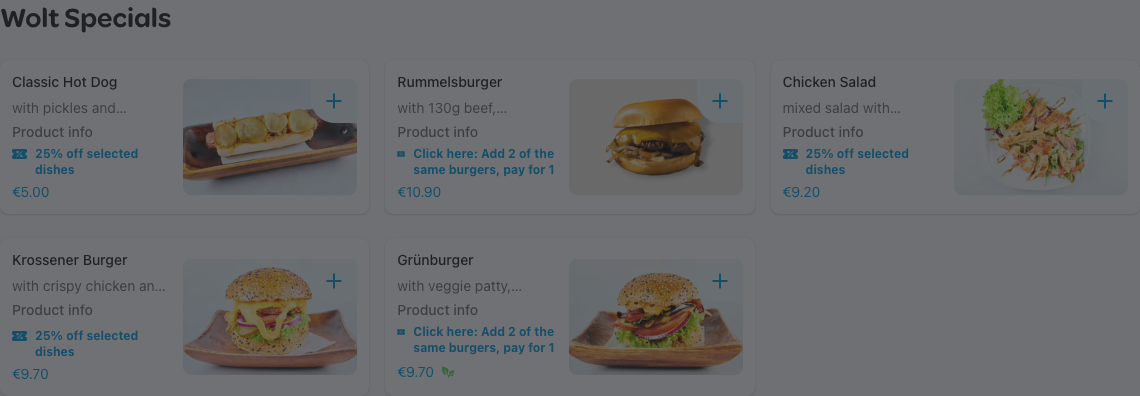 Wolt Specials
Classic Hot Dog
with pickles and...
Product info
25% off selected
dishes
€5.00
Rummelsburger
with 130g beef,...
Product info
Click here: Add 2 of the
same burgers, pay for 1
€10.90
Chicken Salad
mixed salad with...
Product info
25% off selected
dishes
€9.20
Krossener Burger
with crispy chicken an...
Product info
25% off selected
dishes
€9.70
Grünburger
with veggie patty,...
Product info
Click here: Add 2 of the
same burgers, pay for 1
€9.70